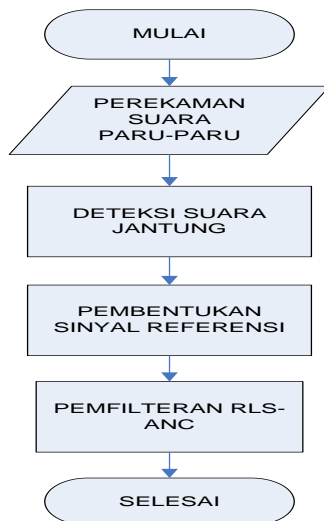 MULAI
PEREKAMAN
SUARA
PARU-PARU
DETEKSI SUARA
JANTUNG
PEMBENTUKAN
SINYAL REFERENSI
PEMFILTERAN RLS-
ANC
SELESAI